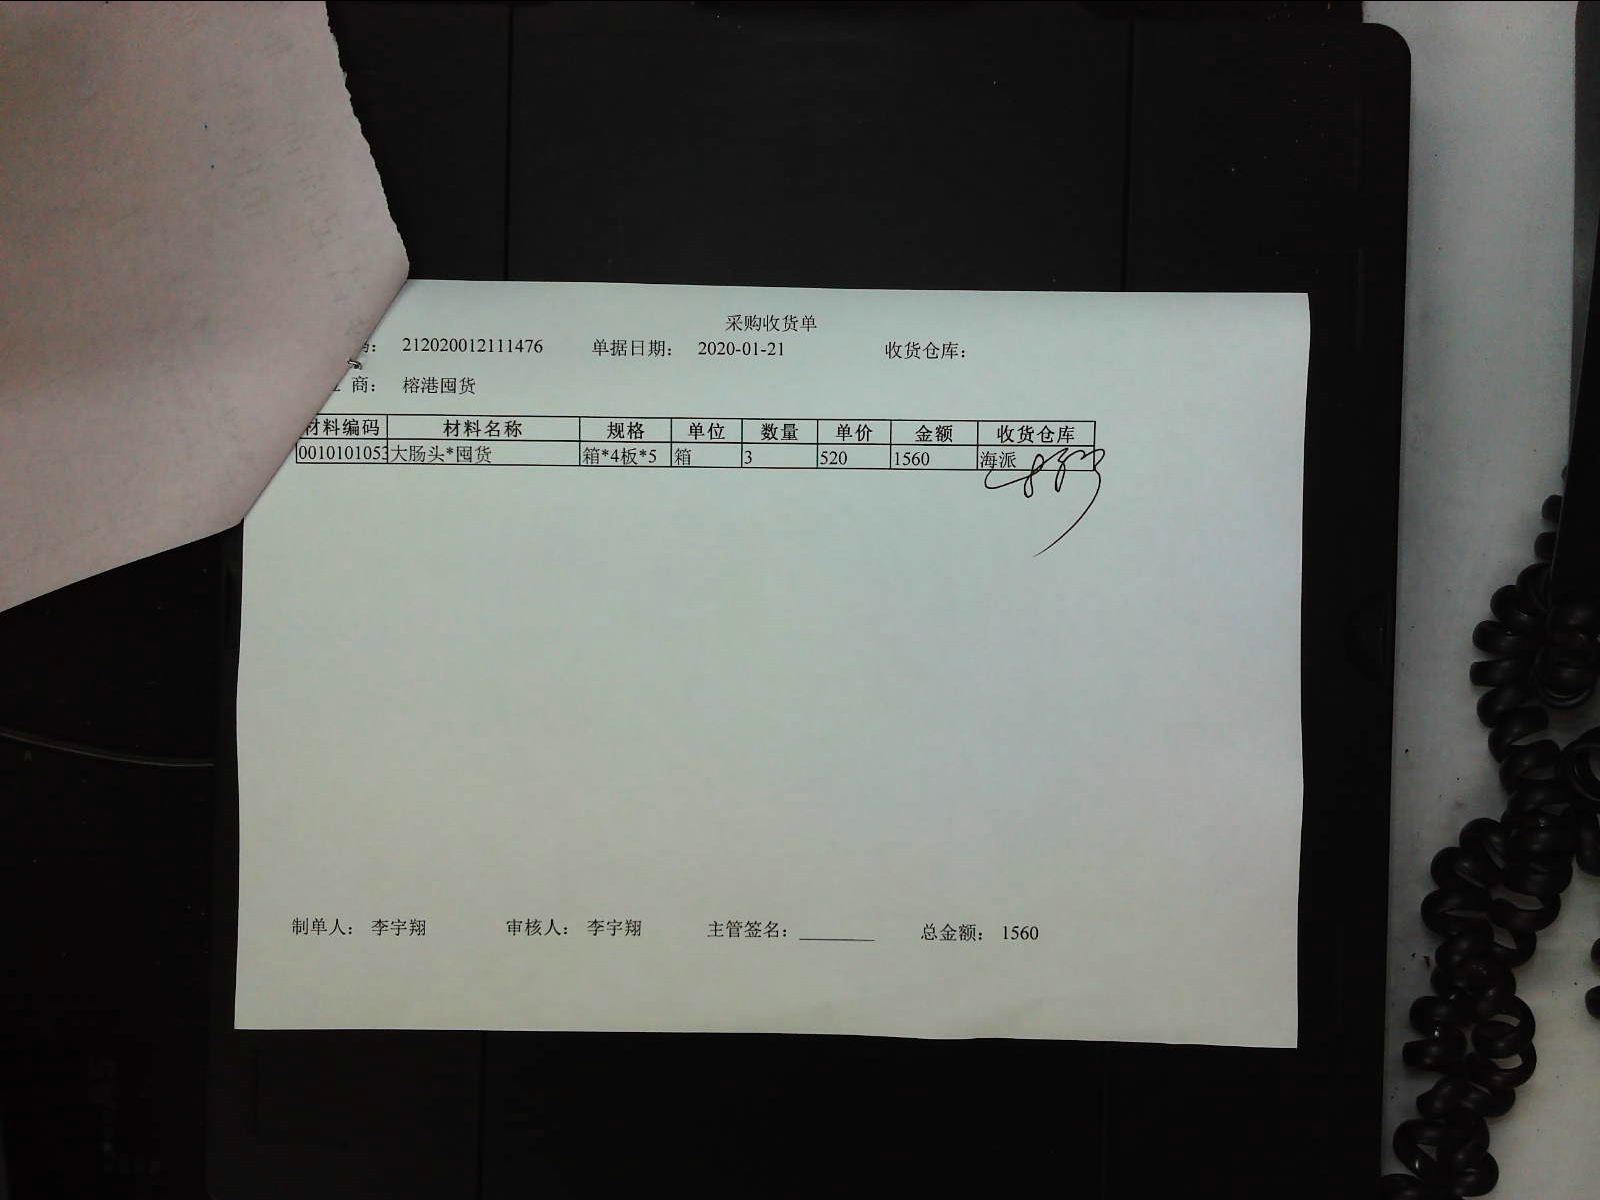 采购收货单
码: 212020012111476 单据日期: 2020-01-21 收货仓库:
商: 榕港囤货
材料编码 材料名称 规格 单位 数量 单价 金额 收货仓库
0010101053 大肠头*囤货 箱*4板*5 箱 3 520 1560 海派
制单人: 李宇翔 审核人: 李宇翔 主管签名: 总金额: 1560